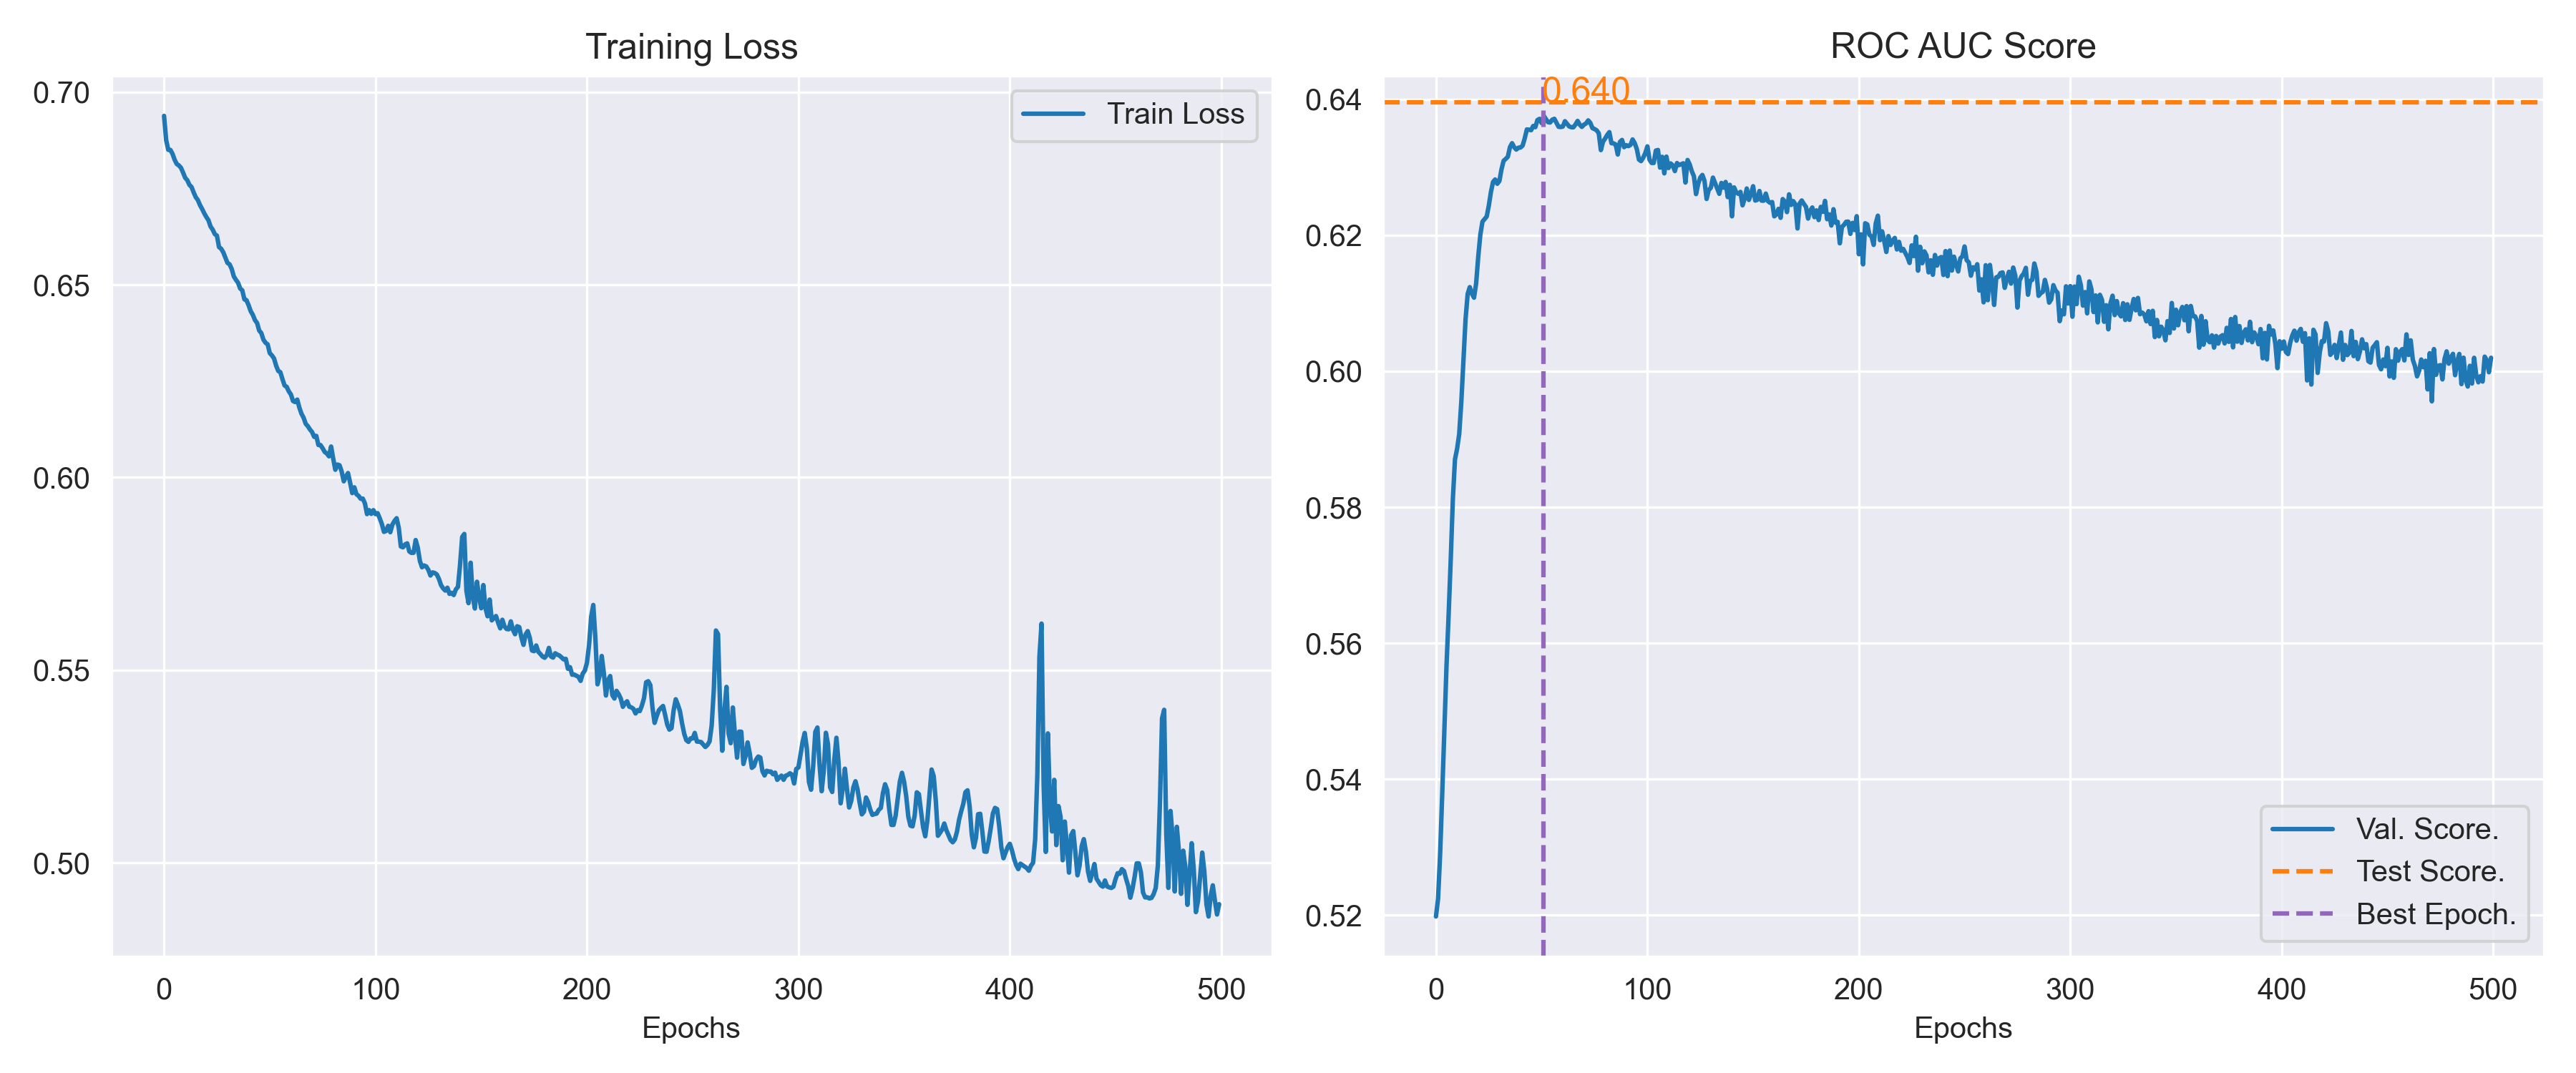 Training Loss
0.70
0.65
0.60
0.55
0.50
Train Loss
0 100 200 300 400 500
Epochs
ROC AUC Score
0.64
0.62
0.60
0.58
0.56
0.54
0.52
0.640
Val. Score.
Test Score.
Best Epoch.
0 100 200 300 400 500
Epochs